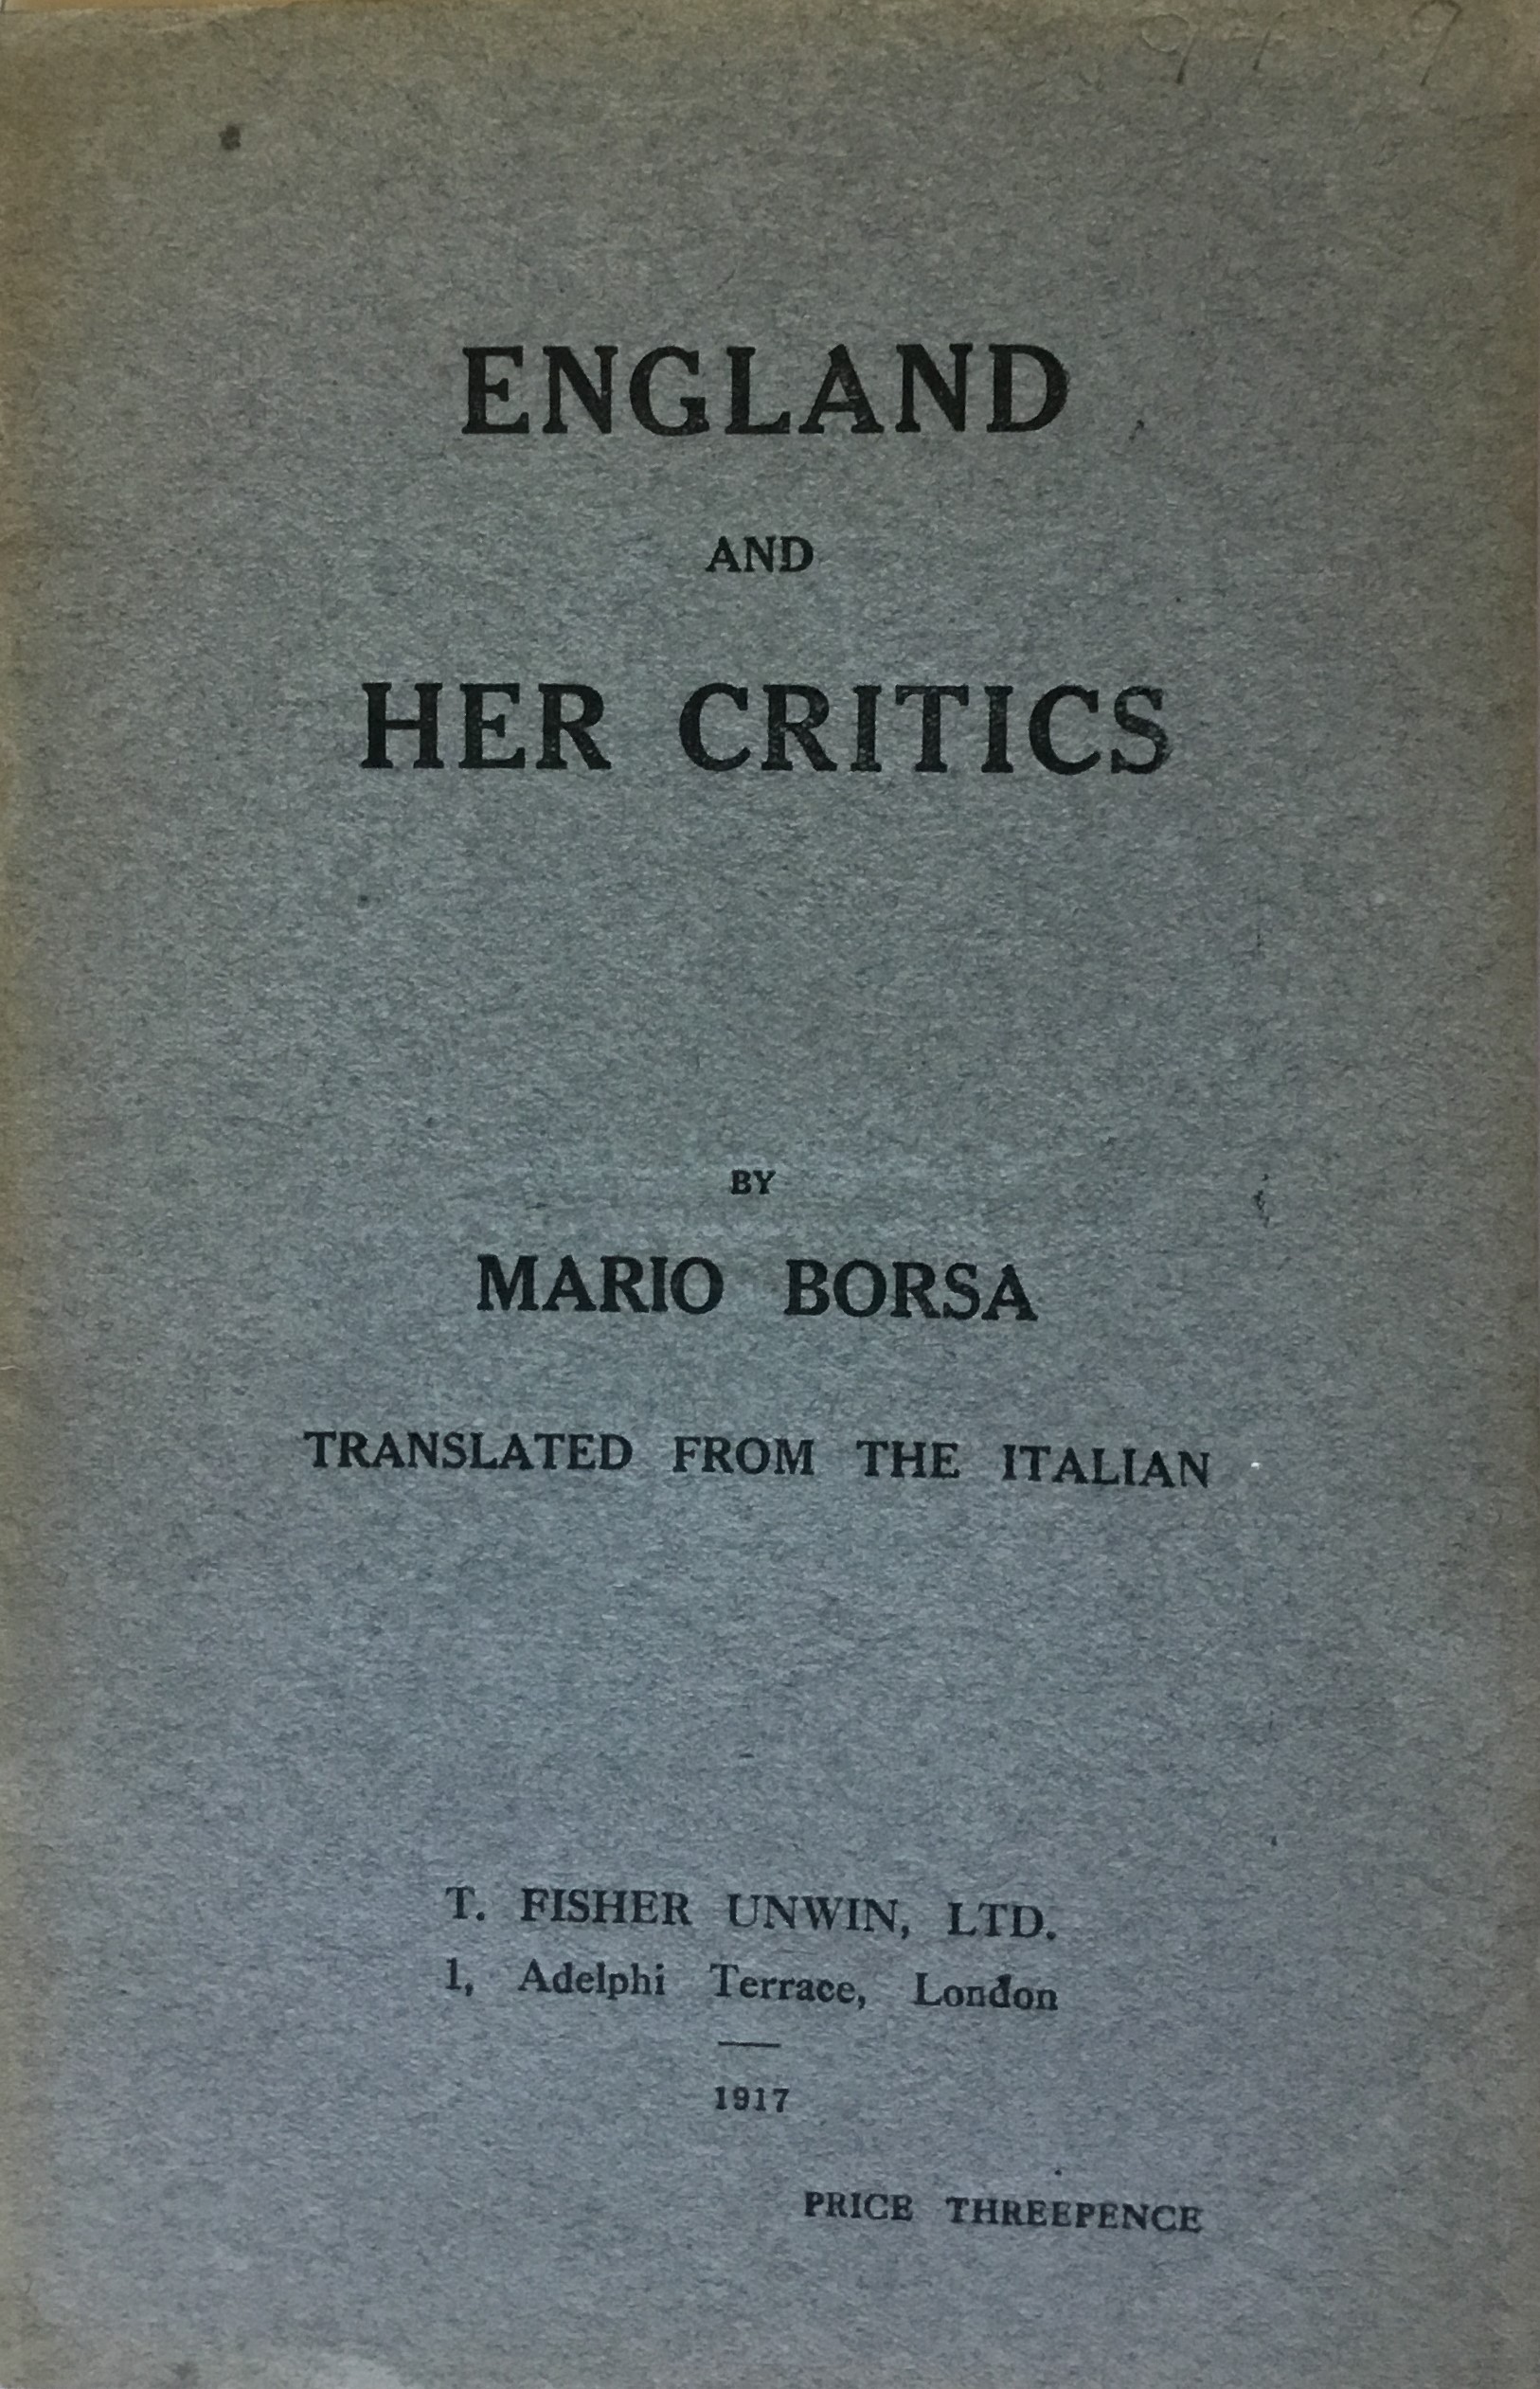 ENGLAND
AND
HER CRITICS
BY
MARIO BORSA
TRANSLATED FROM THE ITALIAN
T. FISHER UNWIN, LTD.
1, Adelphi Terrace, London
1917
PRICE THREEPENCE